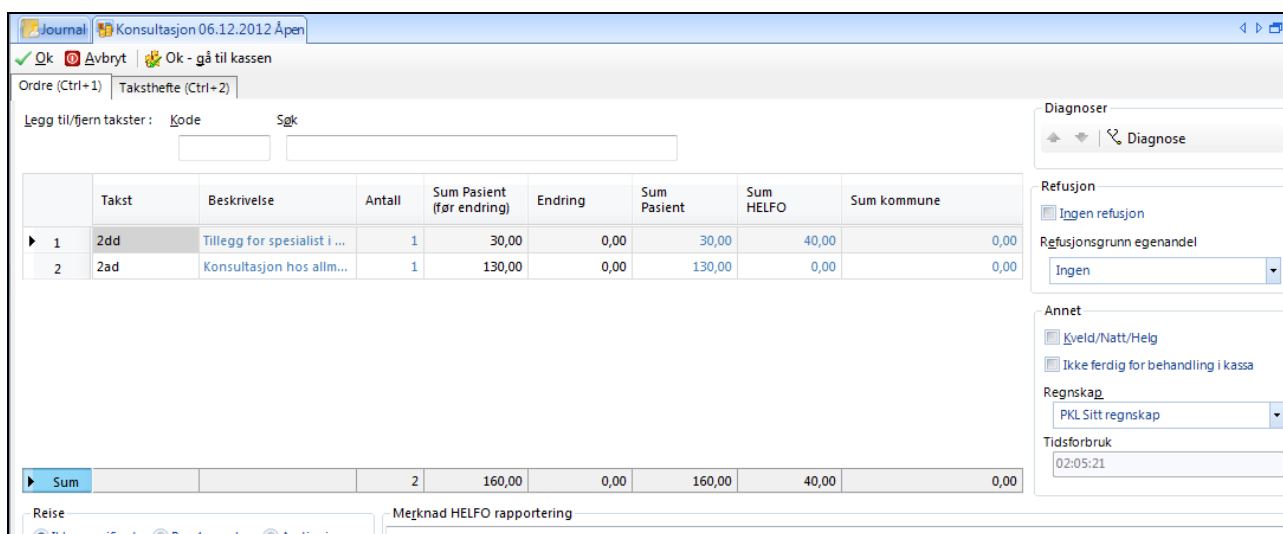 Journal Konsultasjon 06.12.2012 Åpen
Ok Avbryt Ok - gå til kassen
Ordre (Ctrl+1) Taksthefte (Ctrl+2)
Legg til/fjern takster : Kode Søk
Takst Beskrivelse Antall Sum Pasient (før endring) Endring Sum Pasient Sum HELFO Sum kommune
1 2dd Tillegg for spesialist i ... 1 30,00 0,00 30,00 40,00 0,00
2 2ad Konsultasjon hos allm... 1 130,00 0,00 130,00 0,00 0,00
Sum 2 160,00 0,00 160,00 40,00 0,00
Diagnoser
Diagnose
Refusjon
Ingen refusjon
Refusjonsgrunn egenandel
Ingen
Annet
Kveld/Natt/Helg
Ikke ferdig for behandling i kassa
Regnskap
PKL Sitt regnskap
Tidsforbruk
02:05:21
Reise
Merknad HELFO rapportering